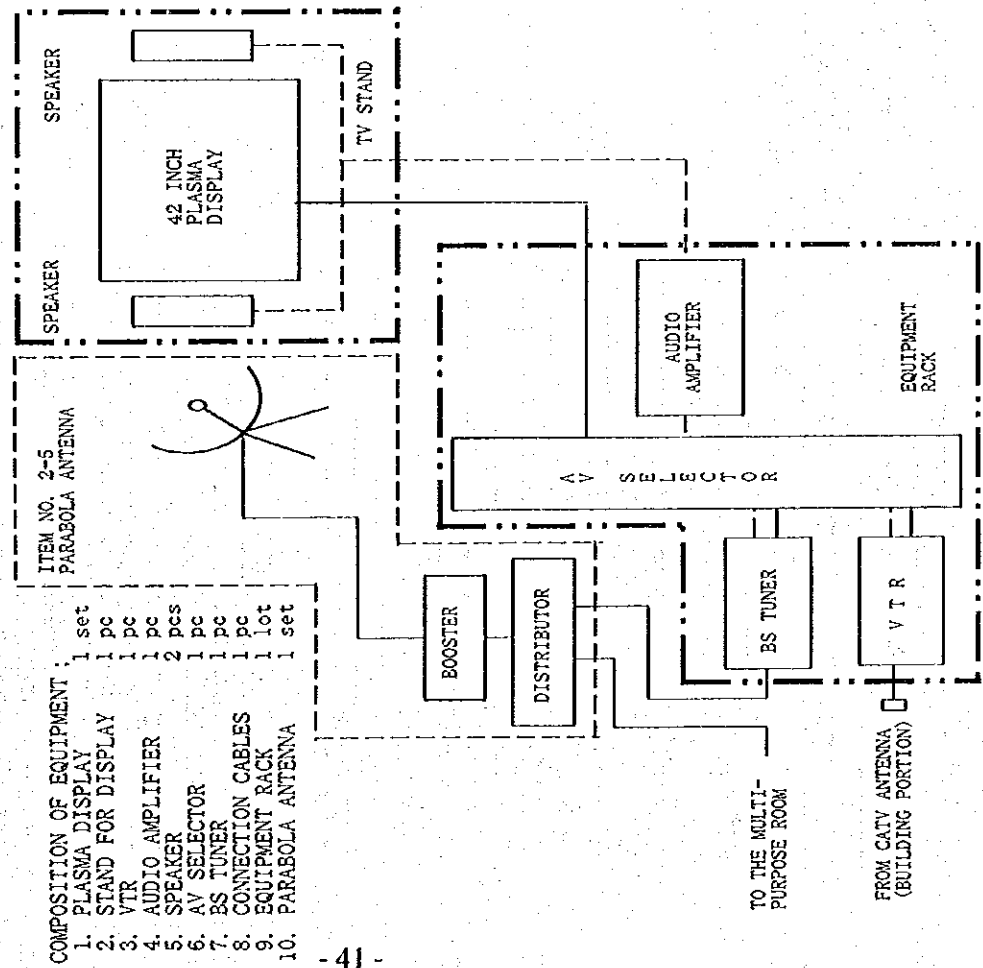 COMPOSITION OF EQUIPMENT ;
1. PLASMA DISPLAY 1 set
2. STAND FOR DISPLAY 1 pc
3. VTR 1 pc
4. AUDIO AMPLIFIER 1 pc
5. SPEAKER 2 pcs
6. AV SELECTOR 1 pc
7. BS TUNER 1 pc
8. CONNECTION CABLES 1 pc
9. EQUIPMENT RACK 1 lot
10. PARABOLA ANTENNA 1 set
ITEM NO. 2-5
PARABOLA ANTENNA
SPEAKER
SPEAKER
42 INCH
PLASMA
DISPLAY
TV STAND
BOOSTER
DISTRIBUTOR
AV SELECTOR
AUDIO
AMPLIFIER
BS TUNER
VTR
EQUIPMENT
RACK
TO THE MULTI-
PURPOSE ROOM
FROM CATV ANTENNA
(BUILDING PORTION)
- 41 -